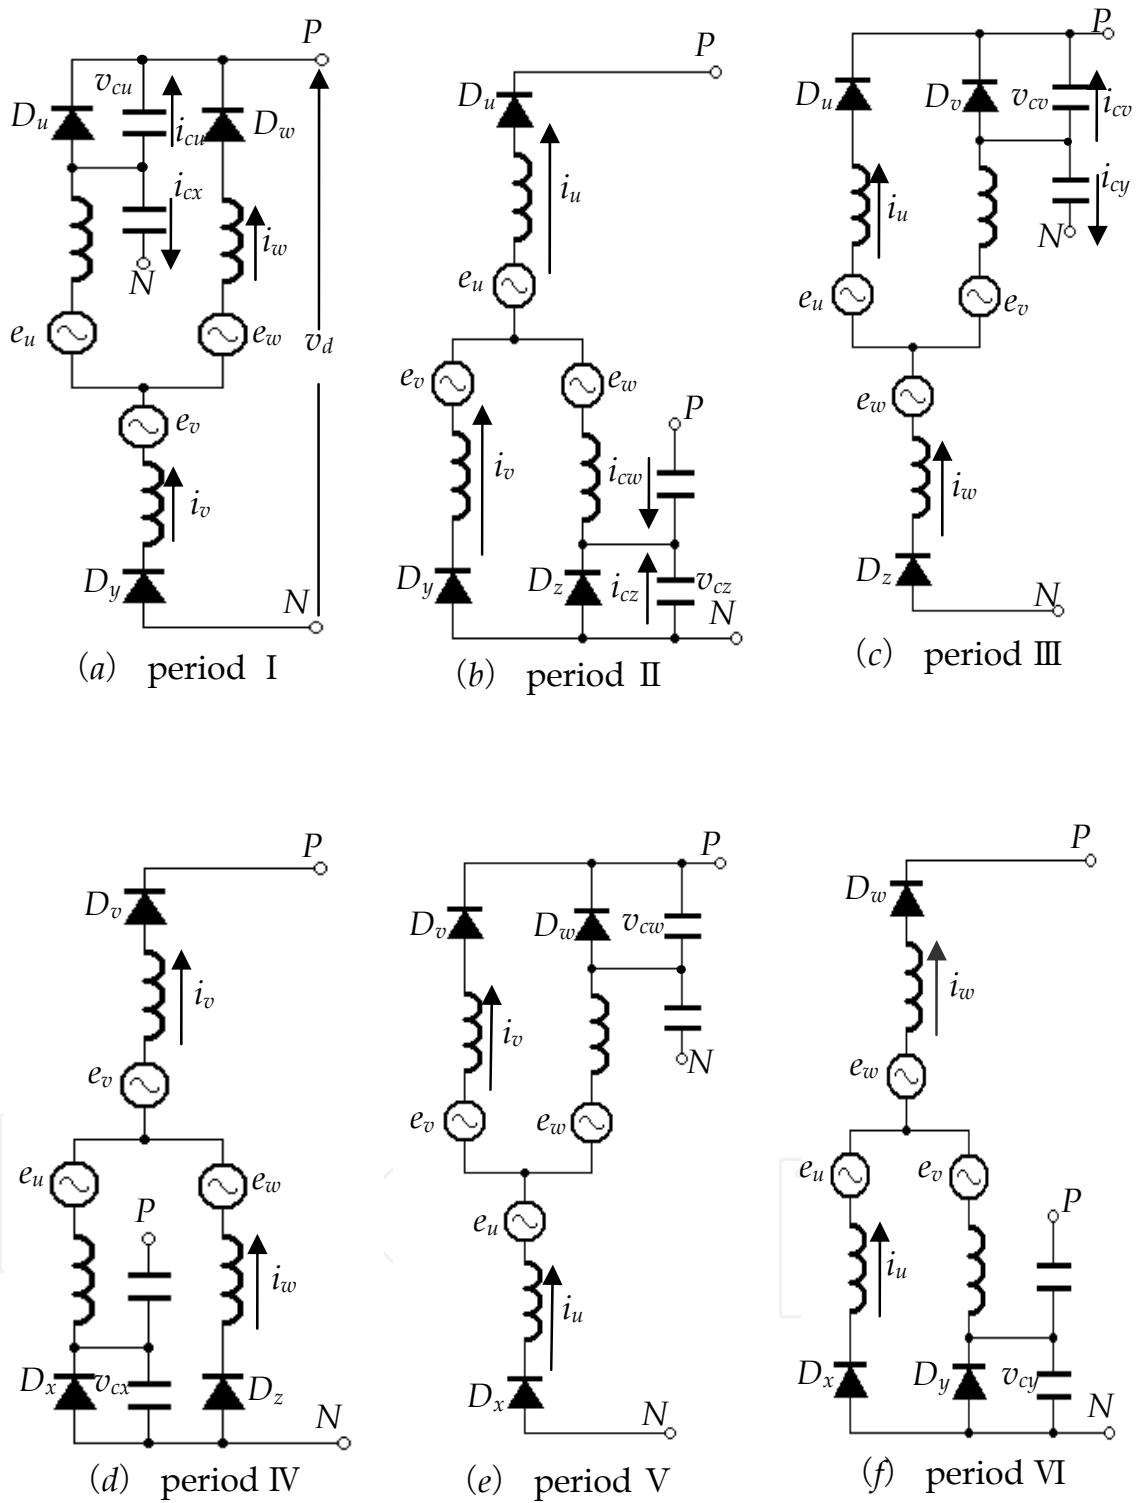 P
v_cu
D_u
i_cu
D_w
i_cx
i_w
N
e_u
e_w
v_d
e_v
i_v
D_y
N
(a) period I
P
D_u
i_u
e_u
e_v
e_w
P
i_v
i_cw
D_y
D_z
i_cz
v_cz
N
(b) period II
P
D_u
D_v
v_cv
i_cv
i_cy
i_u
N
e_u
e_v
e_w
i_w
D_z
N
(c) period III
P
D_v
i_v
e_v
e_u
e_w
P
i_w
D_x
v_cx
D_z
N
(d) period IV
P
D_v
D_w
v_cw
i_v
N
e_v
e_w
e_u
i_u
D_x
N
(e) period V
P
D_w
i_w
e_w
e_u
e_v
P
i_u
D_x
D_y
v_cy
N
(f) period VI